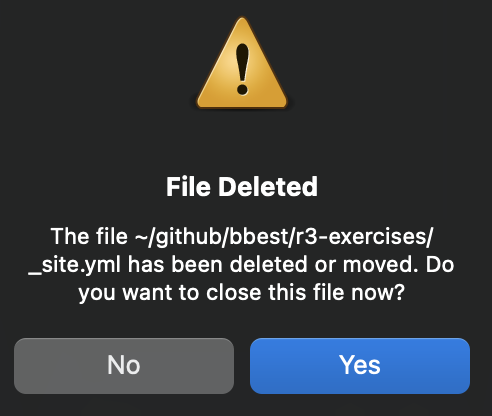 File Deleted
The file ~/github/bbest/r3-exercises/
_site.yml has been deleted or moved. Do
you want to close this file now?
No
Yes